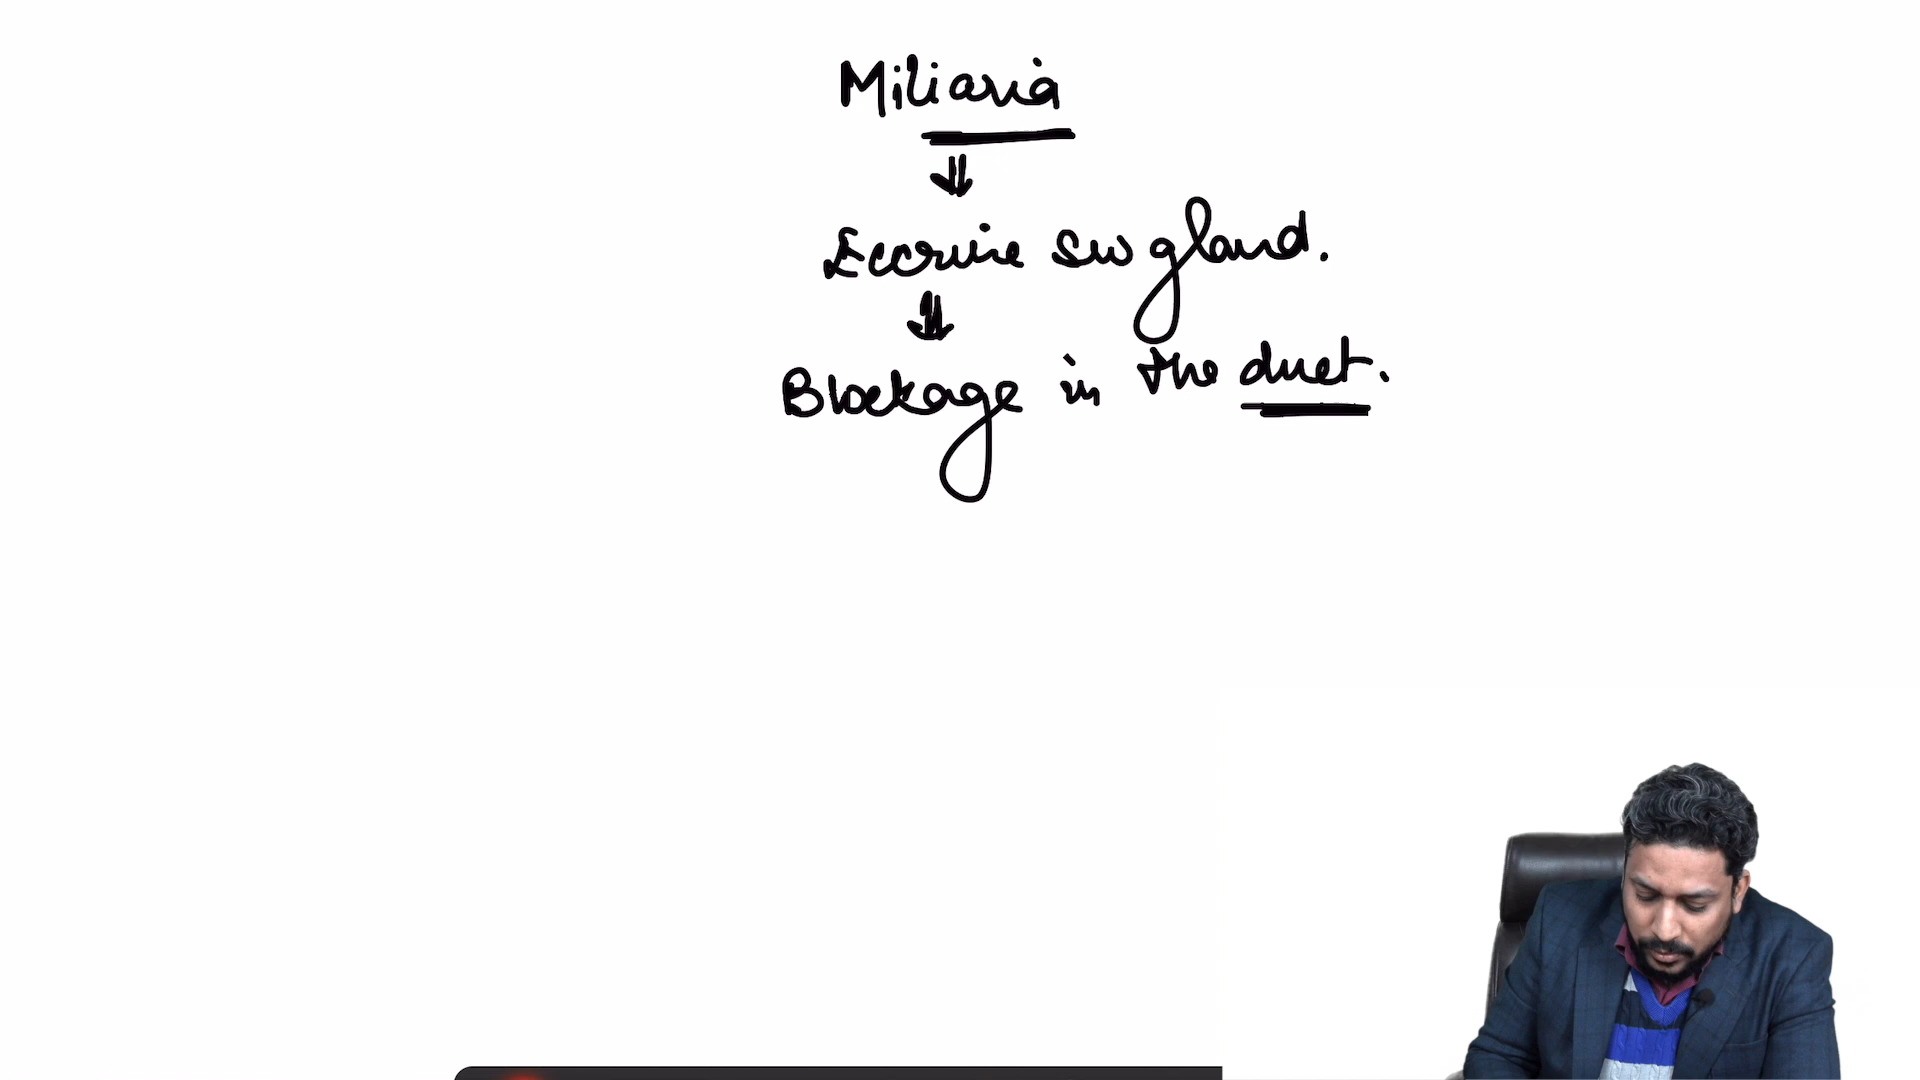 Miliaria
⇓
Eccrine sw gland.
⇓
Blockage in the duct.